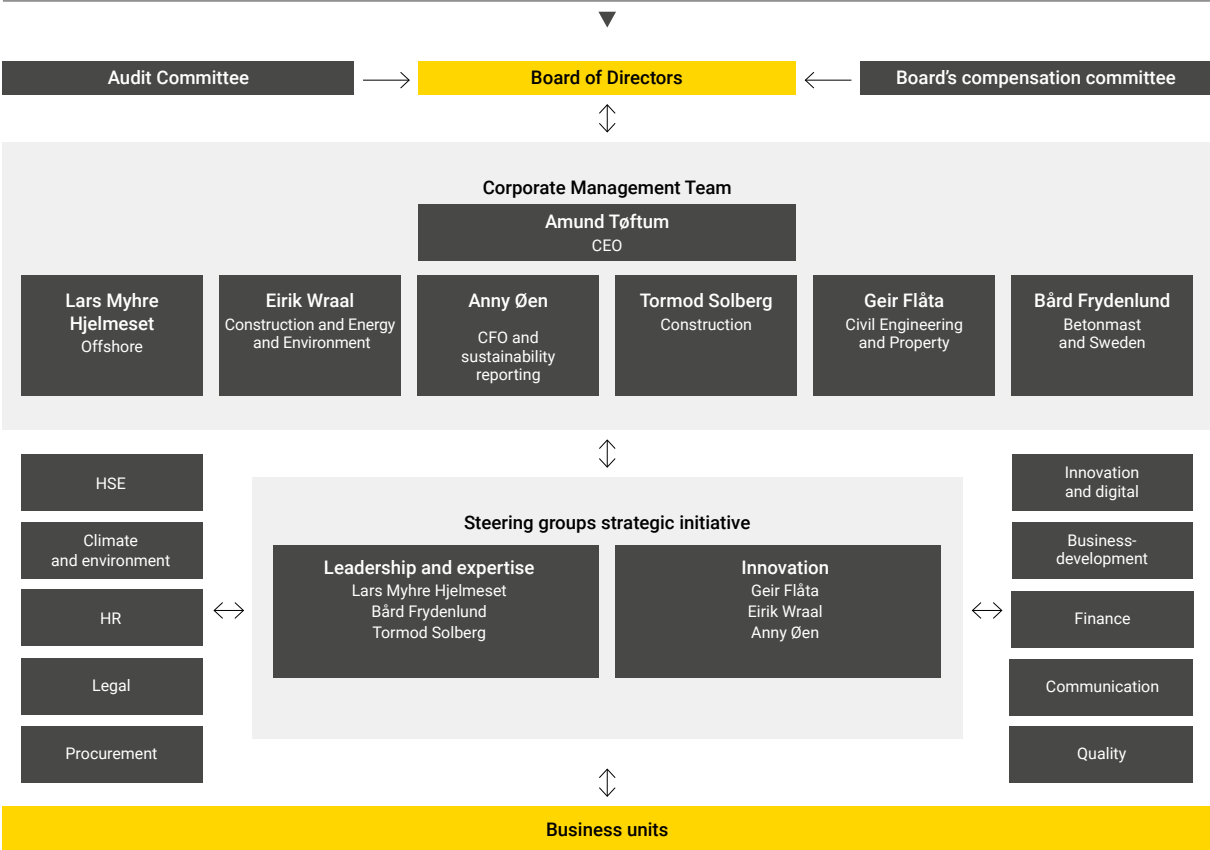 Audit Committee
Board of Directors
Board's compensation committee
Corporate Management Team
Amund Tøftum
CEO
Lars Myhre
Hjelmeset
Offshore
Eirik Wraal
Construction and Energy
and Environment
Anny Øen
CFO and
sustainability
reporting
Tormod Solberg
Construction
Geir Flåta
Civil Engineering
and Property
Bård Frydenlund
Betonmast
and Sweden
HSE
Climate
and environment
HR
Legal
Procurement
Steering groups strategic initiative
Leadership and expertise
Lars Myhre Hjelmeset
Bård Frydenlund
Tormod Solberg
Innovation
Geir Flåta
Eirik Wraal
Anny Øen
Innovation
and digital
Business-
development
Finance
Communication
Quality
Business units